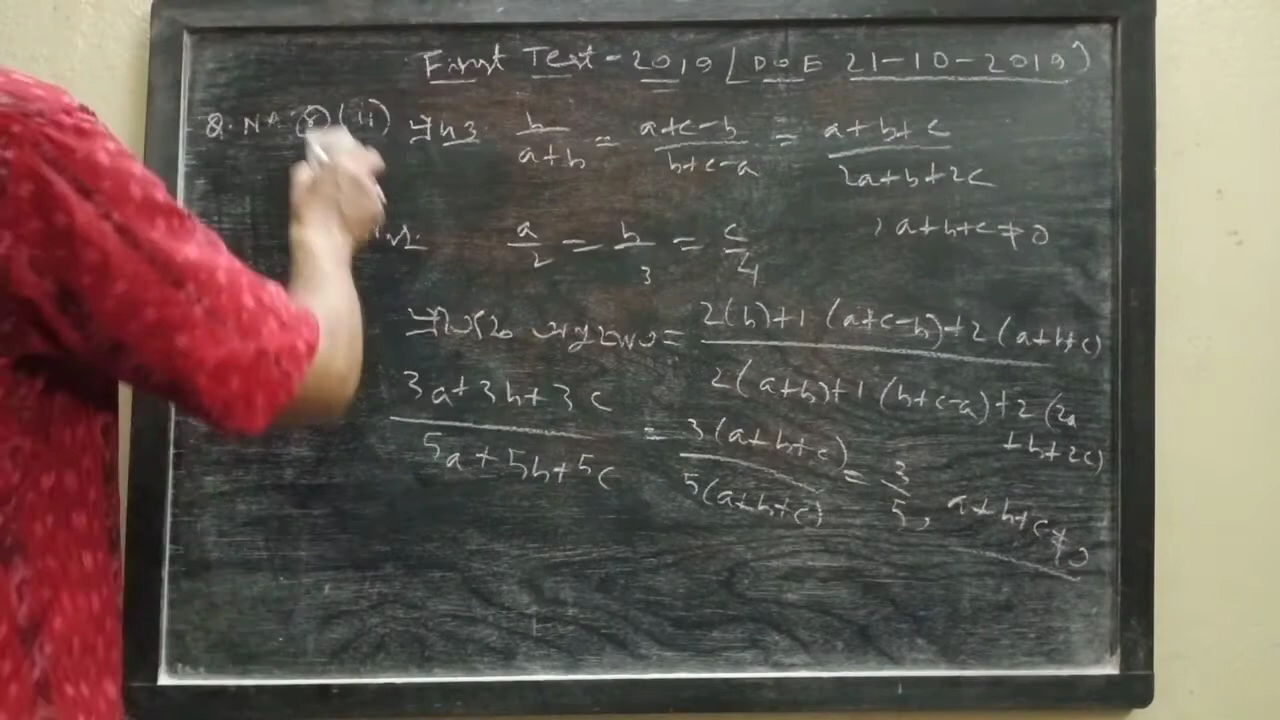 First Test - 2019 (DOE 21-10-2019)
Q. No. 8 (ii) b/(a+b) = (a+c-b)/(b+c-a) = (a+b+c)/(2a+b+2c)
, a+b+c≠0
a/2 = b/3 = c/4
= (2(b)+1(a+c-b)+2(a+b+c))/(2(a+b)+1(b+c-a)+2(2a+b+2c))
(3a+3b+3c)/(5a+5b+5c) = 3(a+b+c)/5(a+b+c) = 3/5, a+b+c≠0